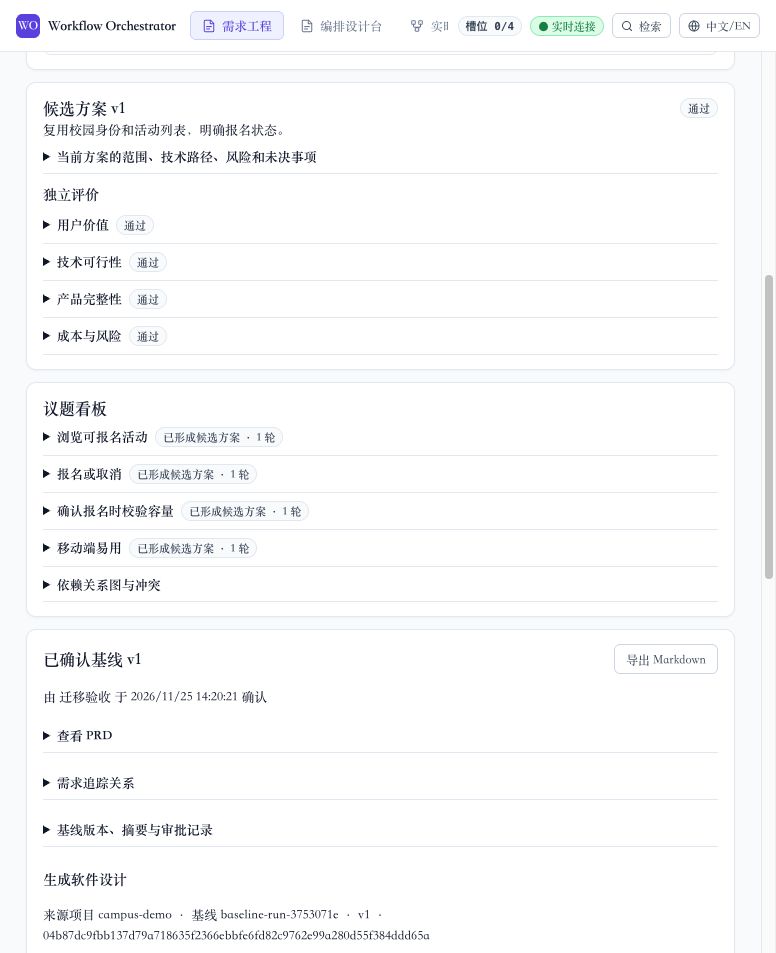 WO Workflow Orchestrator 需求工程 编排设计台 实时 槽位 0/4 实时连接 检索 中文/EN
候选方案 v1 通过
复用校园身份和活动列表，明确报名状态。
当前方案的范围、技术路径、风险和未决事项
独立评价
用户价值 通过
技术可行性 通过
产品完整性 通过
成本与风险 通过
议题看板
浏览可报名活动 已形成候选方案 · 1 轮
报名或取消 已形成候选方案 · 1 轮
确认报名时校验容量 已形成候选方案 · 1 轮
移动端易用 已形成候选方案 · 1 轮
依赖关系图与冲突
已确认基线 v1 导出 Markdown
由 迁移验收 于 2026/11/25 14:20:21 确认
查看 PRD
需求追踪关系
基线版本、摘要与审批记录
生成软件设计
来源项目 campus-demo · 基线 baseline-run-3753071e · v1 ·
04b87dc9fbb137d79a718635f2366ebbfe6fd82c9762e99a280d55f384ddd65a